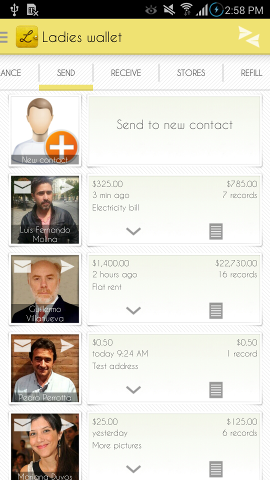 2:58 PM
L Ladies wallet
ANCE SEND RECEIVE STORES REFILL
New contact
Send to new contact
$325.00 $785.00
3 min ago 7 records
Electricity bill
Luis Fernando
Molina
$1,400.00 $22,730.00
2 hours ago 16 records
Flat rent
Guillermo
Villanueva
$0,50 $0,50
today 9:24 AM 1 record
Test address
Pedro Perrotta
$25.00 $125.00
yesterday 6 records
More pictures
Mariana Duyos